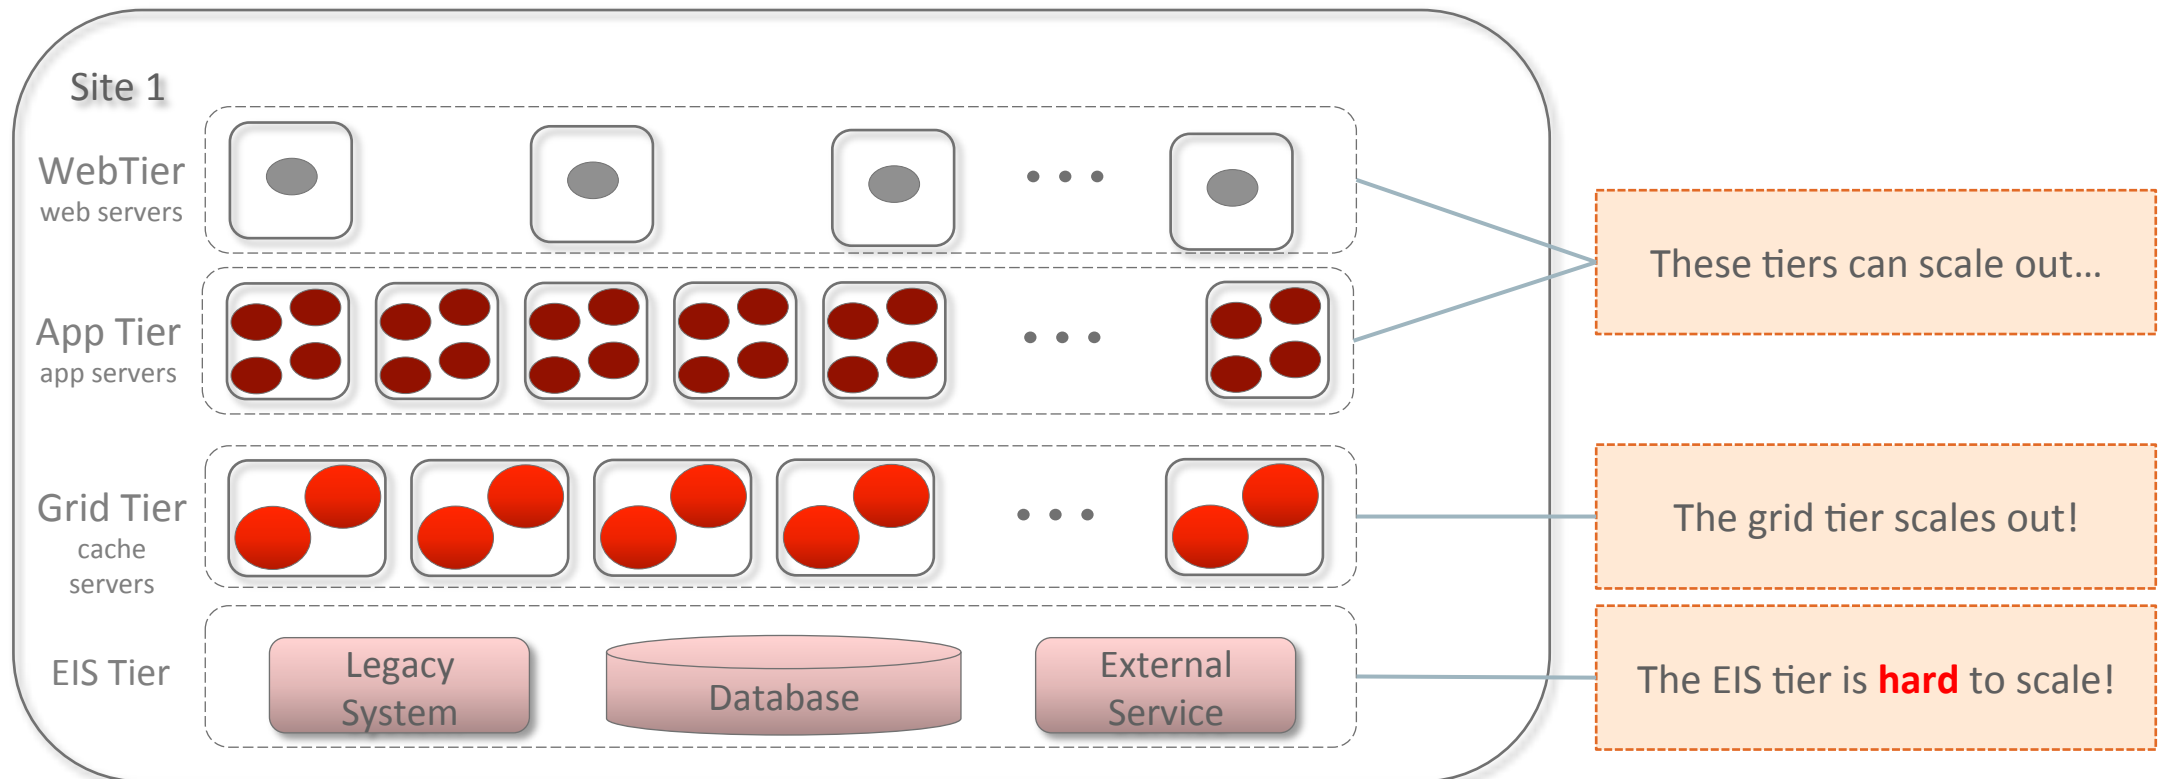 Site 1
WebTier
web servers
These tiers can scale out...
App Tier
app servers
Grid Tier
cache
servers
The grid tier scales out!
EIS Tier
Legacy
System
Database
External
Service
The EIS tier is hard to scale!